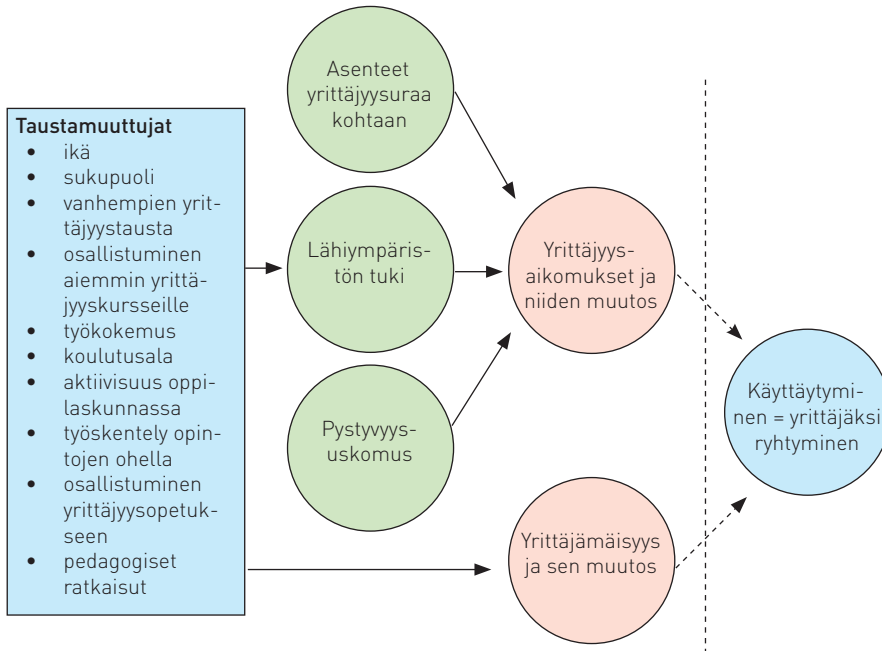 Taustamuuttujat
• ikä
• sukupuoli
• vanhempien yrit-
täjyystausta
• osallistuminen
aiemmin yrittä-
jyyskursseille
• työkokemus
• koulutusala
• aktiivisuus oppi-
laskunnassa
• työskentely opin-
tojen ohella
• osallistuminen
yrittäjyysopetuk-
seen
• pedagogiset
ratkaisut
Asenteet
yrittäjyysuraa
kohtaan
Lähiympäris-
tön tuki
Pystyvyys-
uskomus
Yrittäjyys-
aikomukset ja
niiden muutos
Yrittäjämäisyys
ja sen muutos
Käyttäytymi-
nen = yrittäjäksi
ryhtyminen